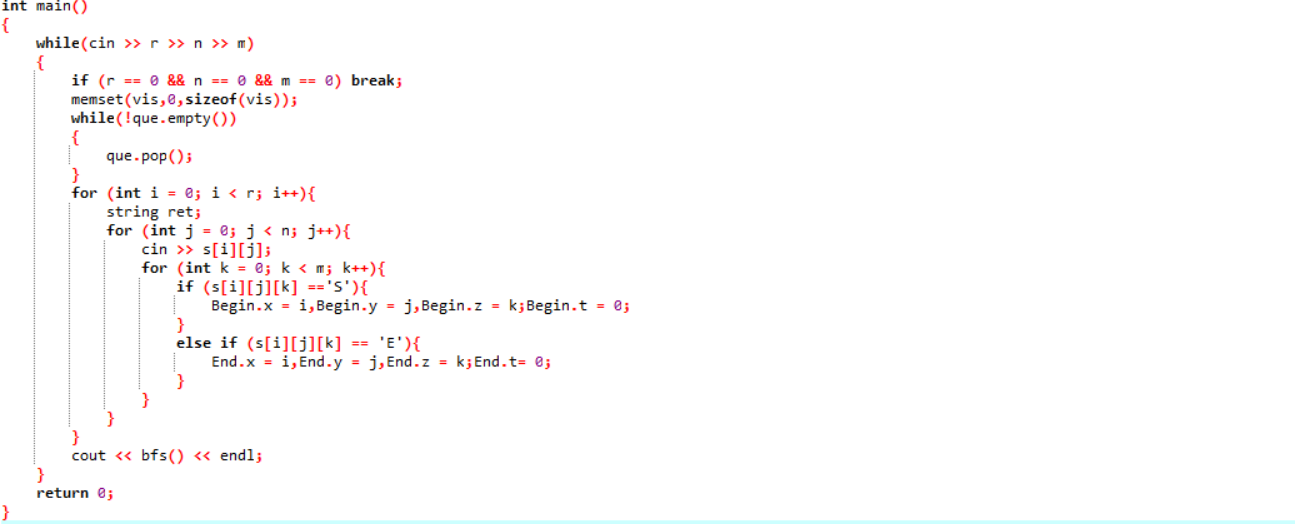 int main()
{
    while(cin >> r >> n >> m)
    {
        if (r == 0 && n == 0 && m == 0) break;
        memset(vis,0,sizeof(vis));
        while(!que.empty())
        {
            que.pop();
        }
        for (int i = 0; i < r; i++){
            string ret;
            for (int j = 0; j < n; j++){
                cin >> s[i][j];
                for (int k = 0; k < m; k++){
                    if (s[i][j][k] =='S'){
                        Begin.x = i,Begin.y = j,Begin.z = k;Begin.t = 0;
                    }
                    else if (s[i][j][k] == 'E'){
                        End.x = i,End.y = j,End.z = k;End.t= 0;
                    }
                }
            }
        }
        cout << bfs() << endl;
    }
    return 0;
}